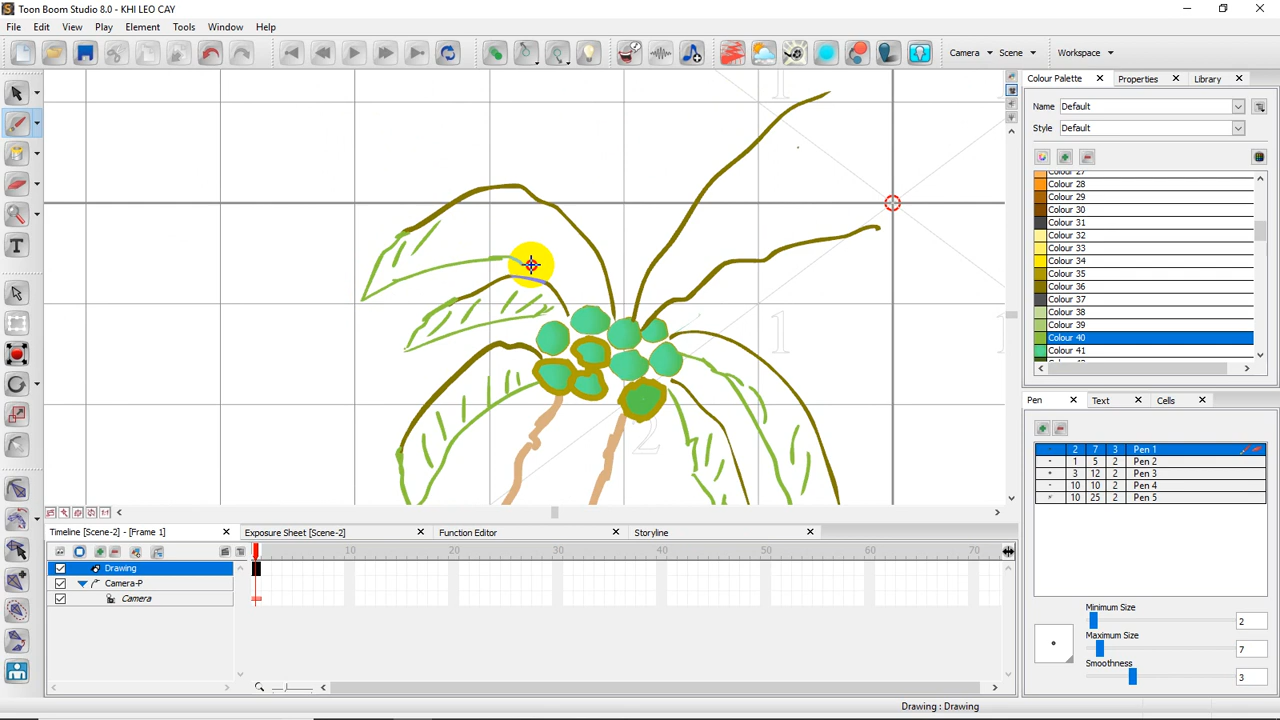 Toon Boom Studio 8.0 - KHI LEO CAY
File Edit View Play Element Tools Window Help
Camera Scene Workspace
Colour Palette Properties Library
Name Default
Style Default
Colour 27
Colour 28
Colour 29
Colour 30
Colour 31
Colour 32
Colour 33
Colour 34
Colour 35
Colour 36
Colour 37
Colour 38
Colour 39
Colour 40
Colour 41
1
1
1
2
Pen Text Cells
2 7 3 Pen 1
1 5 2 Pen 2
3 12 2 Pen 3
10 10 2 Pen 4
10 25 2 Pen 5
Minimum Size
2
Maximum Size
7
Smoothness
3
Timeline [Scene-2] - [Frame 1] Exposure Sheet [Scene-2] Function Editor Storyline
10 20 30 40 50 60 70
Drawing
Camera-P
Camera
Drawing : Drawing